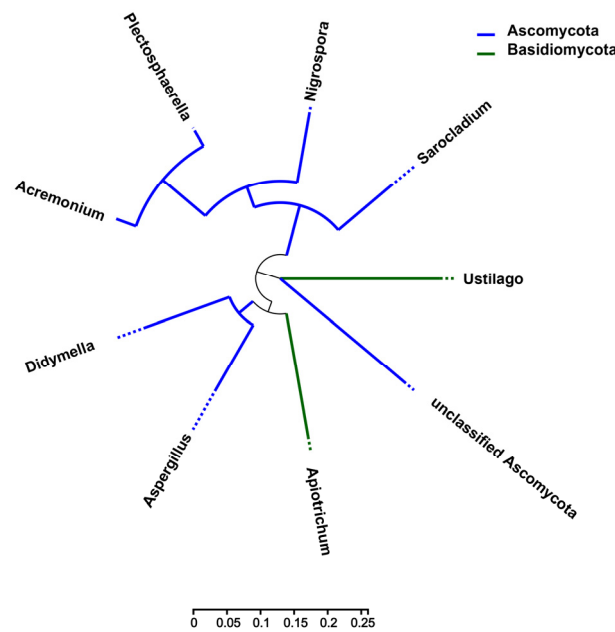 Ascomycota
Basidiomycota
Plectosphaerella
Nigrospora
Sarocladium
Acremonium
Ustilago
Didymella
unclassified Ascomycota
Aspergillus
Apiotrichum
0 0.05 0.1 0.15 0.2 0.25